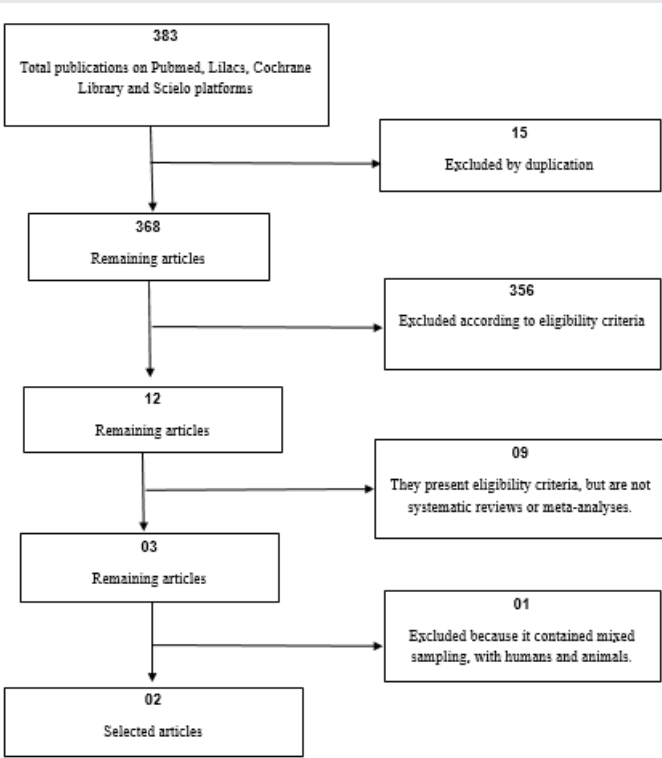 383
Total publications on Pubmed, Lilacs, Cochrane
Library and Scielo platforms
15
Excluded by duplication
368
Remaining articles
356
Excluded according to eligibility criteria
12
Remaining articles
09
They present eligibility criteria, but are not
systematic reviews or meta-analyses.
03
Remaining articles
01
Excluded because it contained mixed
sampling, with humans and animals.
02
Selected articles